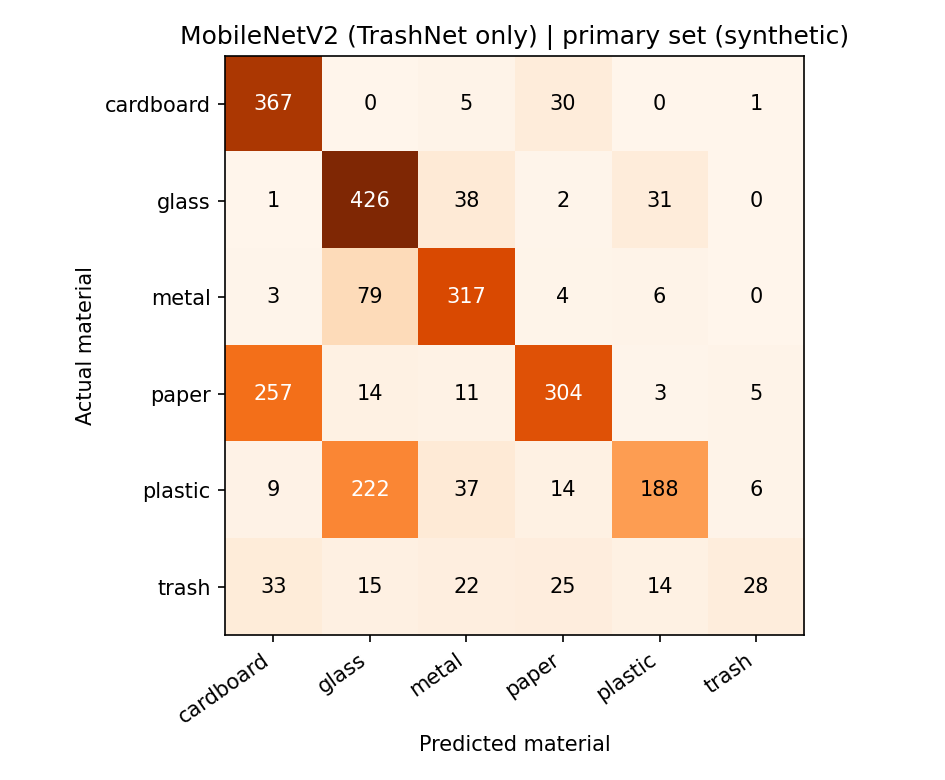 MobileNetV2 (TrashNet only) | primary set (synthetic)
cardboard 367 0 5 30 0 1
glass 1 426 38 2 31 0
metal 3 79 317 4 6 0
paper 257 14 11 304 3 5
plastic 9 222 37 14 188 6
trash 33 15 22 25 14 28
Actual material
cardboard glass metal paper plastic trash
Predicted material